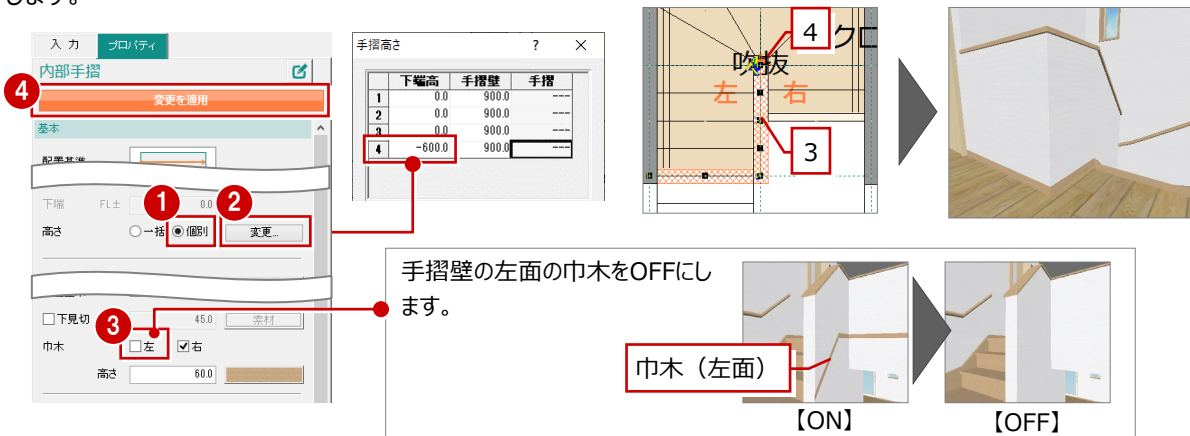 します。
入 力 プロパティ
内部手摺
4
変更を適用
基本
配置基準
下端 FL± 0.0
1 2
高さ 一括 個別 変更...
下見切 45.0 素材
3
巾木 左 右
高さ 60.0
手摺高さ ? ×
下端高 手摺壁 手摺
1 0.0 900.0 ---
2 0.0 900.0 ---
3 0.0 900.0 ---
4 -600.0 900.0 ---
4
吹抜
左 右
3
手摺壁の左面の巾木をOFFにし
ます。
巾木（左面）
【ON】 【OFF】